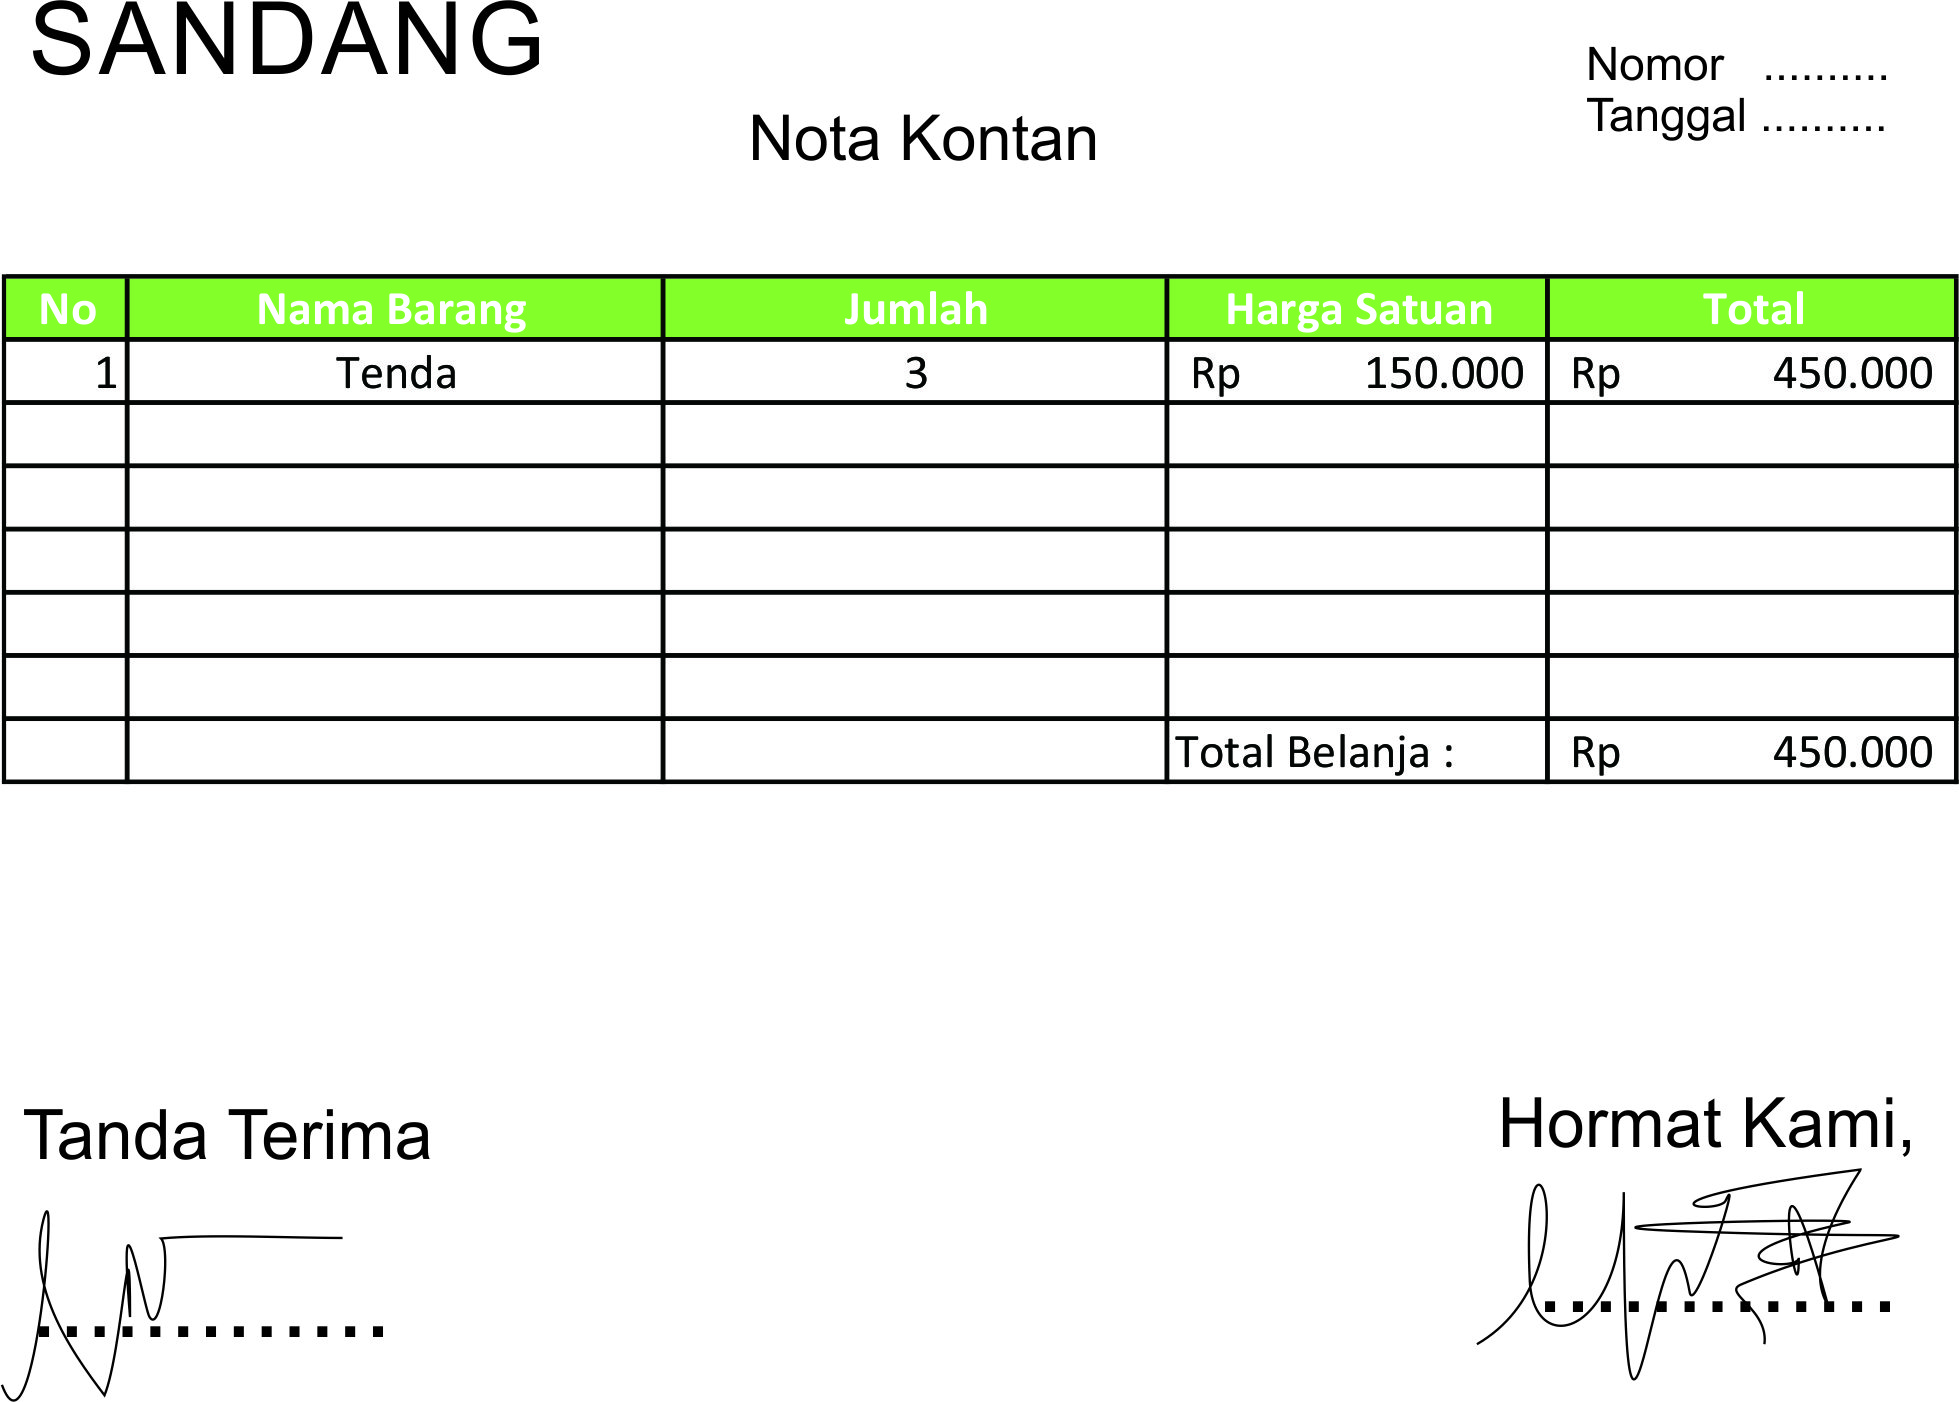 SANDANG
Nomor ..........
Tanggal ..........
Nota Kontan
No Nama Barang Jumlah Harga Satuan Total
1 Tenda 3 Rp 150.000 Rp 450.000
Total Belanja : Rp 450.000
Tanda Terima
Hormat Kami,
.............
.............